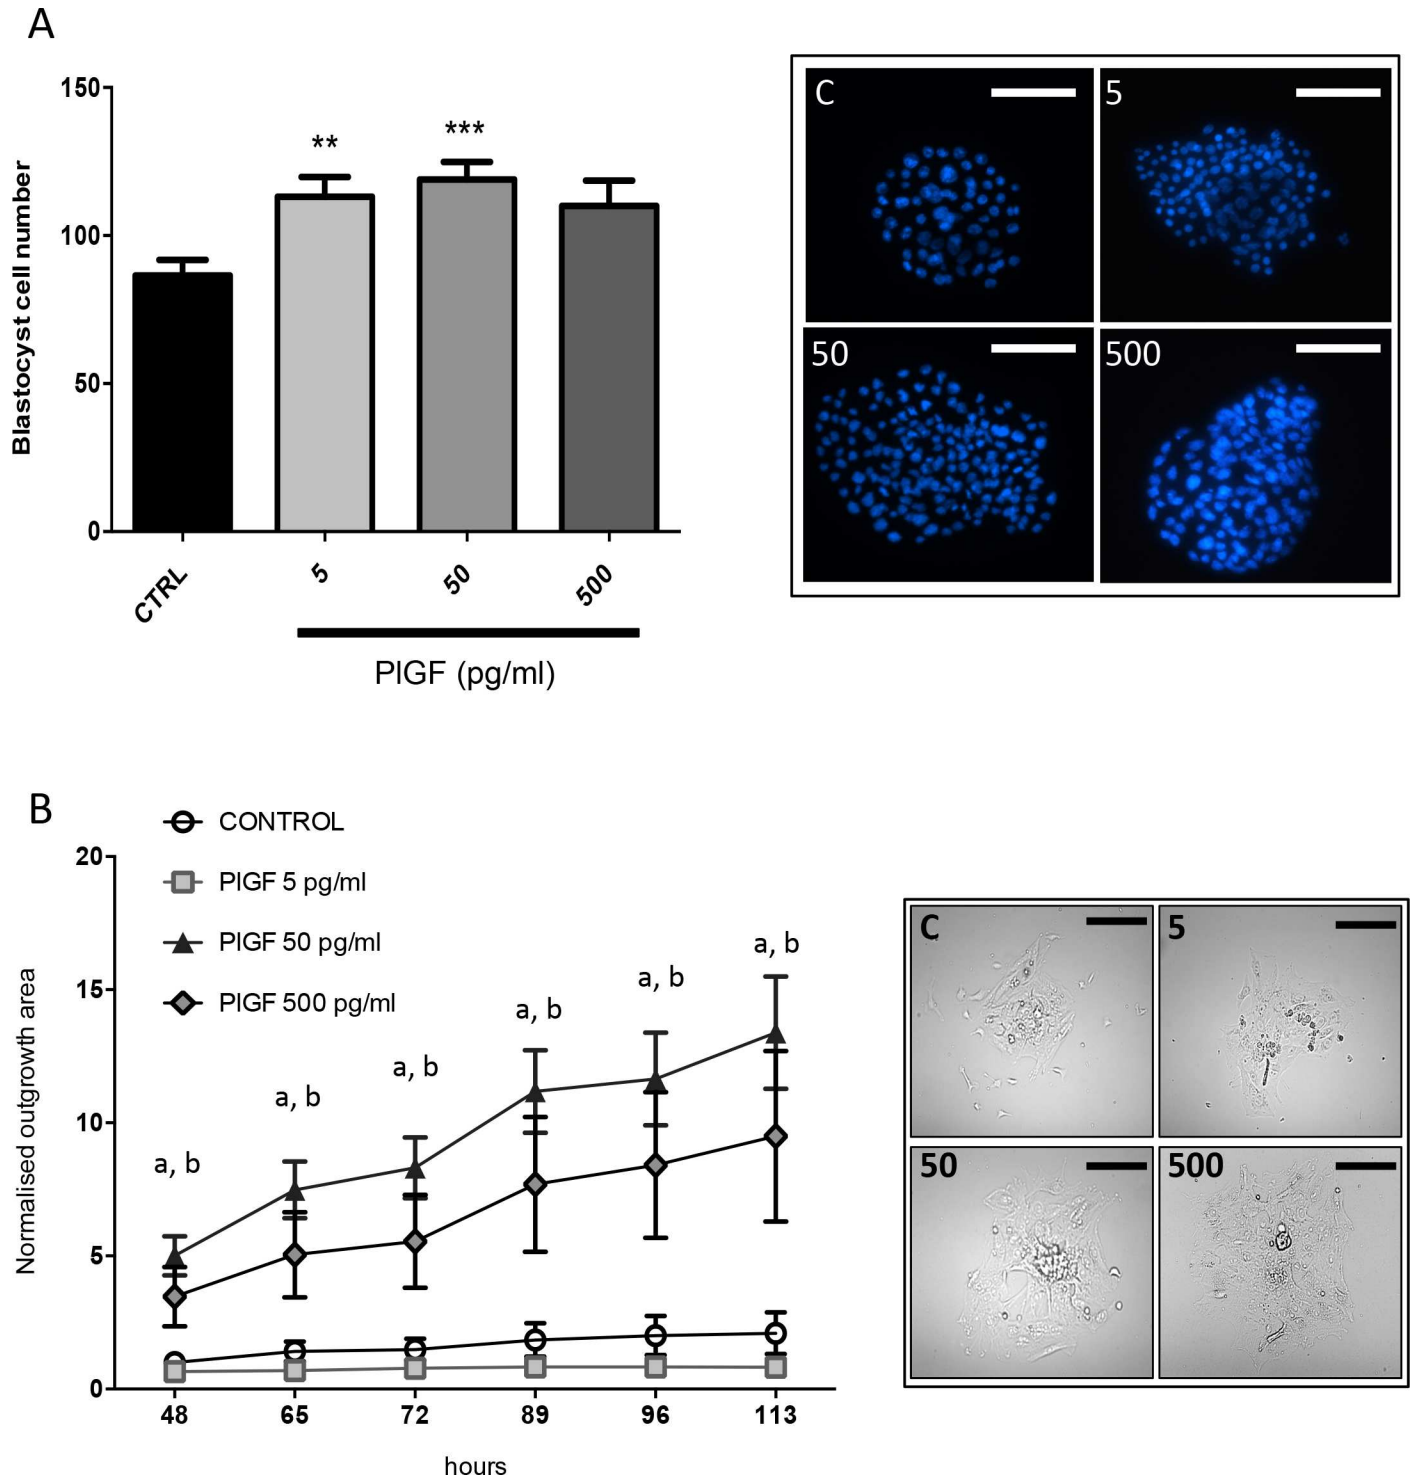 A
150
100
50
0
Blastocyst cell number
**
***
CTRL
5
50
500
PlGF (pg/ml)
C
5
50
500
B
CONTROL
PlGF 5 pg/ml
PlGF 50 pg/ml
PlGF 500 pg/ml
20
15
10
5
0
Normalised outgrowth area
a, b
a, b
a, b
a, b
a, b
a, b
48
65
72
89
96
113
hours
C
5
50
500